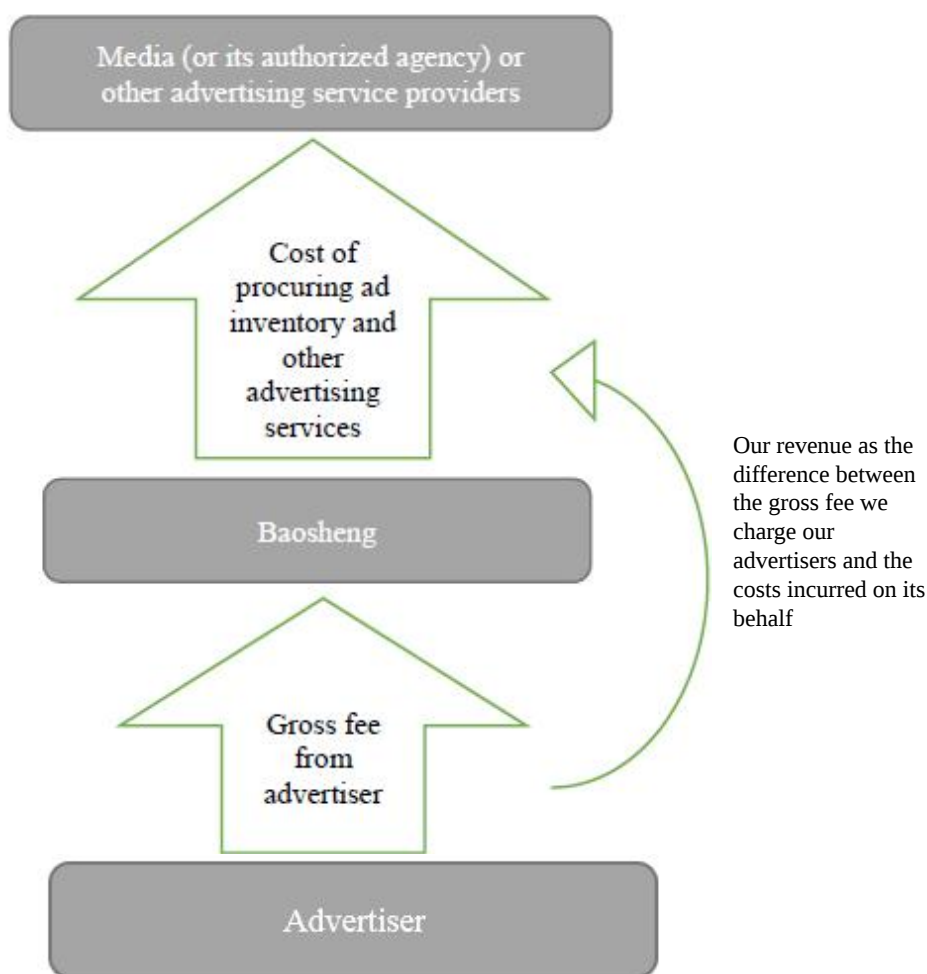 Media (or its authorized agency) or
other advertising service providers
Cost of
procuring ad
inventory and
other
advertising
services
Our revenue as the
difference between
the gross fee we
charge our
advertisers and the
costs incurred on its
behalf
Baosheng
Gross fee
from
advertiser
Advertiser